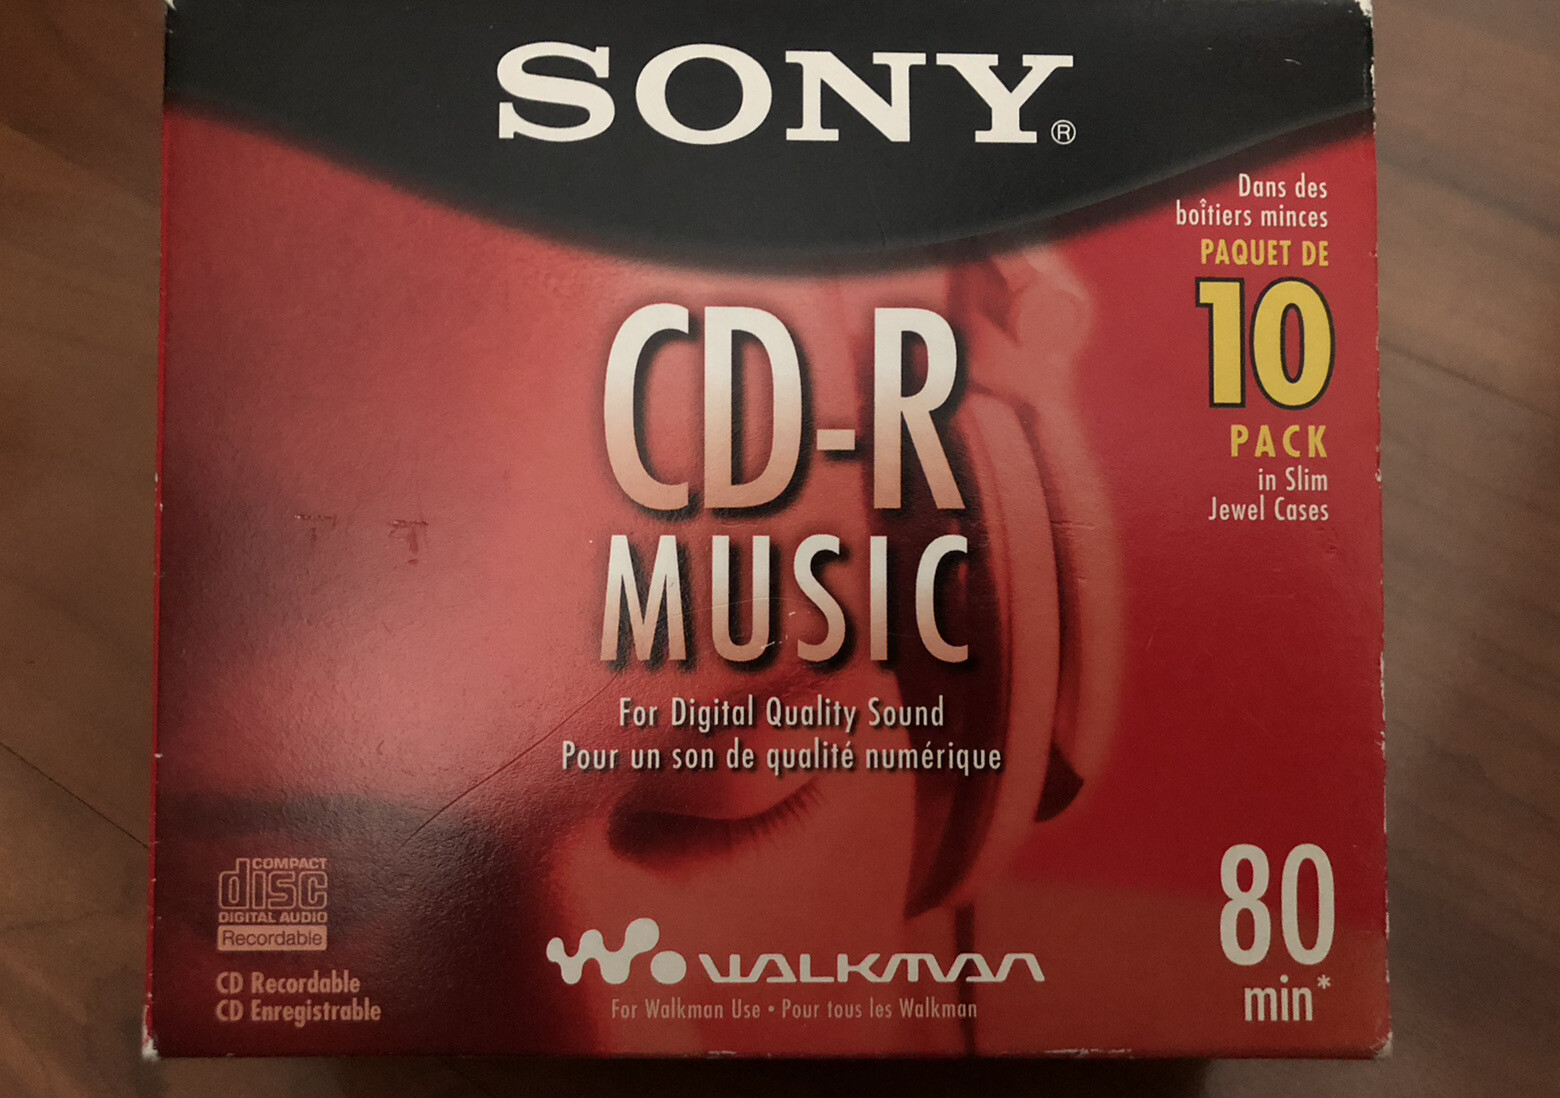 SONY®
Dans des
boîtiers minces
PAQUET DE
10
PACK
in Slim
Jewel Cases
CD-R
MUSIC
For Digital Quality Sound
Pour un son de qualité numérique
COMPACT
disc
DIGITAL AUDIO
Recordable
CD Recordable
CD Enregistrable
W. WALKMAN
For Walkman Use • Pour tous les Walkman
80
min*